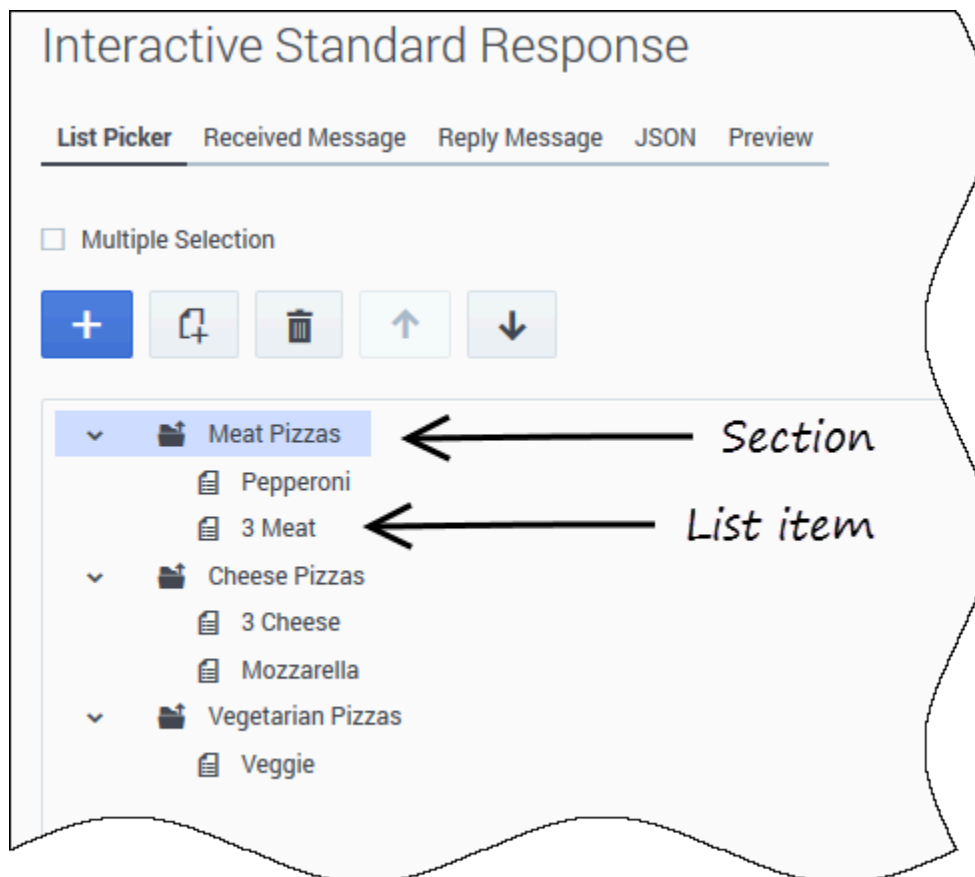 Interactive Standard Response
List Picker Received Message Reply Message JSON Preview
Multiple Selection
Meat Pizzas Section
Pepperoni
3 Meat List item
Cheese Pizzas
3 Cheese
Mozzarella
Vegetarian Pizzas
Veggie